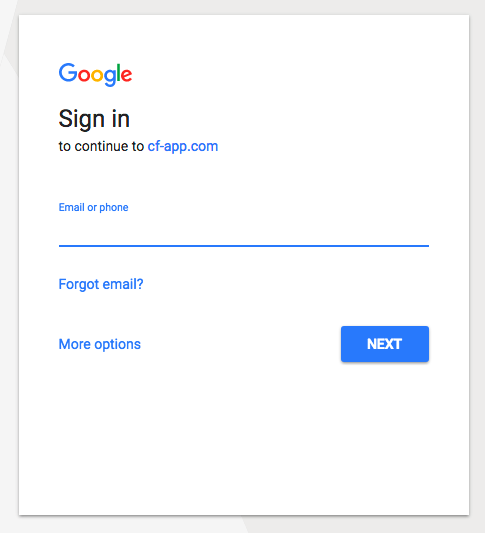 Google
Sign in
to continue to cf-app.com
Email or phone
Forgot email?
More options
NEXT